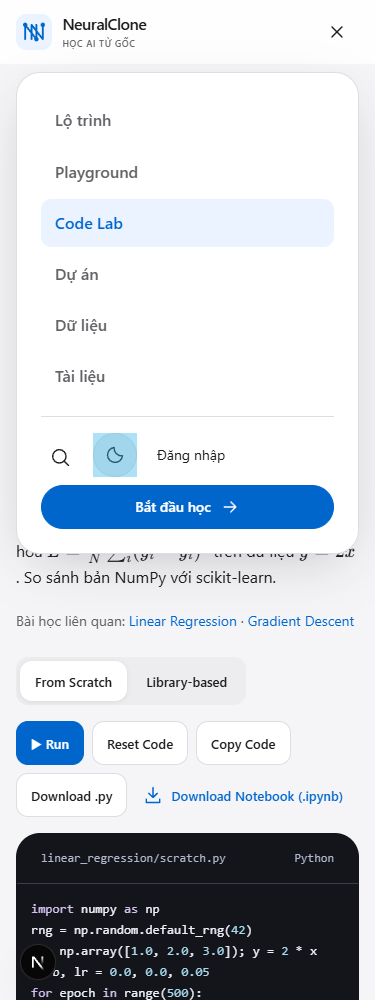 NeuralClone
HỌC AI TỪ GỐC
Lộ trình
Playground
Code Lab
Dự án
Dữ liệu
Tài liệu
Đăng nhập
Bắt đầu học →
trên dữ liệu y = 2x
. So sánh bản NumPy với scikit-learn.
Bài học liên quan: Linear Regression · Gradient Descent
From Scratch Library-based
▶ Run Reset Code Copy Code
Download .py Download Notebook (.ipynb)
linear_regression/scratch.py Python
import numpy as np
rng = np.random.default_rng(42)
np.array([1.0, 2.0, 3.0]); y = 2 * x
b, lr = 0.0, 0.0, 0.05
for epoch in range(500):
N